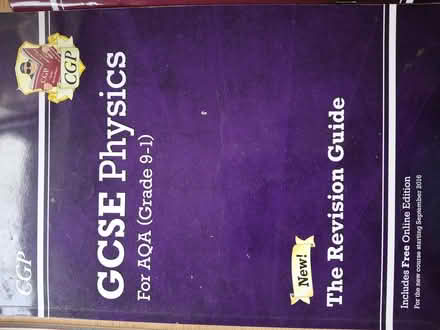 CGP
CGP
CGP
GCSE Physics
For AQA (Grade 9-1)
New!
The Revision Guide
Includes Free Online Edition
For the new course starting September 2016